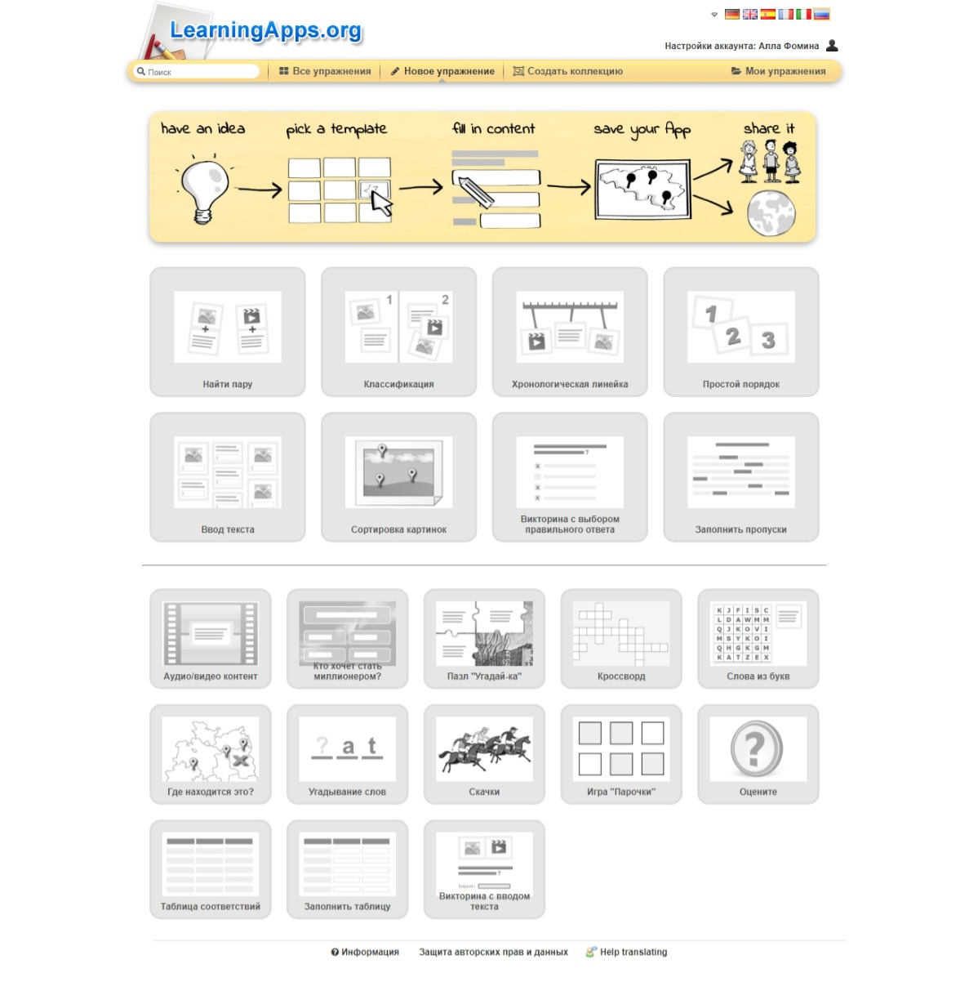 LearningApps.org
Настройки аккаунта: Алла Фомина
Поиск
Все упражнения
Новое упражнение
Создать коллекцию
Мои упражнения
have an idea
pick a template
fill in content
save your App
share it
1
2
1
2
3
Найти пару
Классификация
Хронологическая линейка
Простой порядок
?
x
x
x
Ввод текста
Сортировка картинок
Викторина с выбором
правильного ответа
Заполнить пропуски
K J F I S C
L D A W M M
Q J K O V I
M S Y K O I
Q H G K G M
K A T Z E X
Аудио/видео контент
Кто хочет стать
миллионером?
Пазл "Угадай-ка"
Кроссворд
Слова из букв
? a t
?
Где находится это?
Угадывание слов
Скачки
Игра "Парочки"
Оцените
?
Input:
Таблица соответствий
Заполнить таблицу
Викторина с вводом
текста
Информация
Защита авторских прав и данных
Help translating